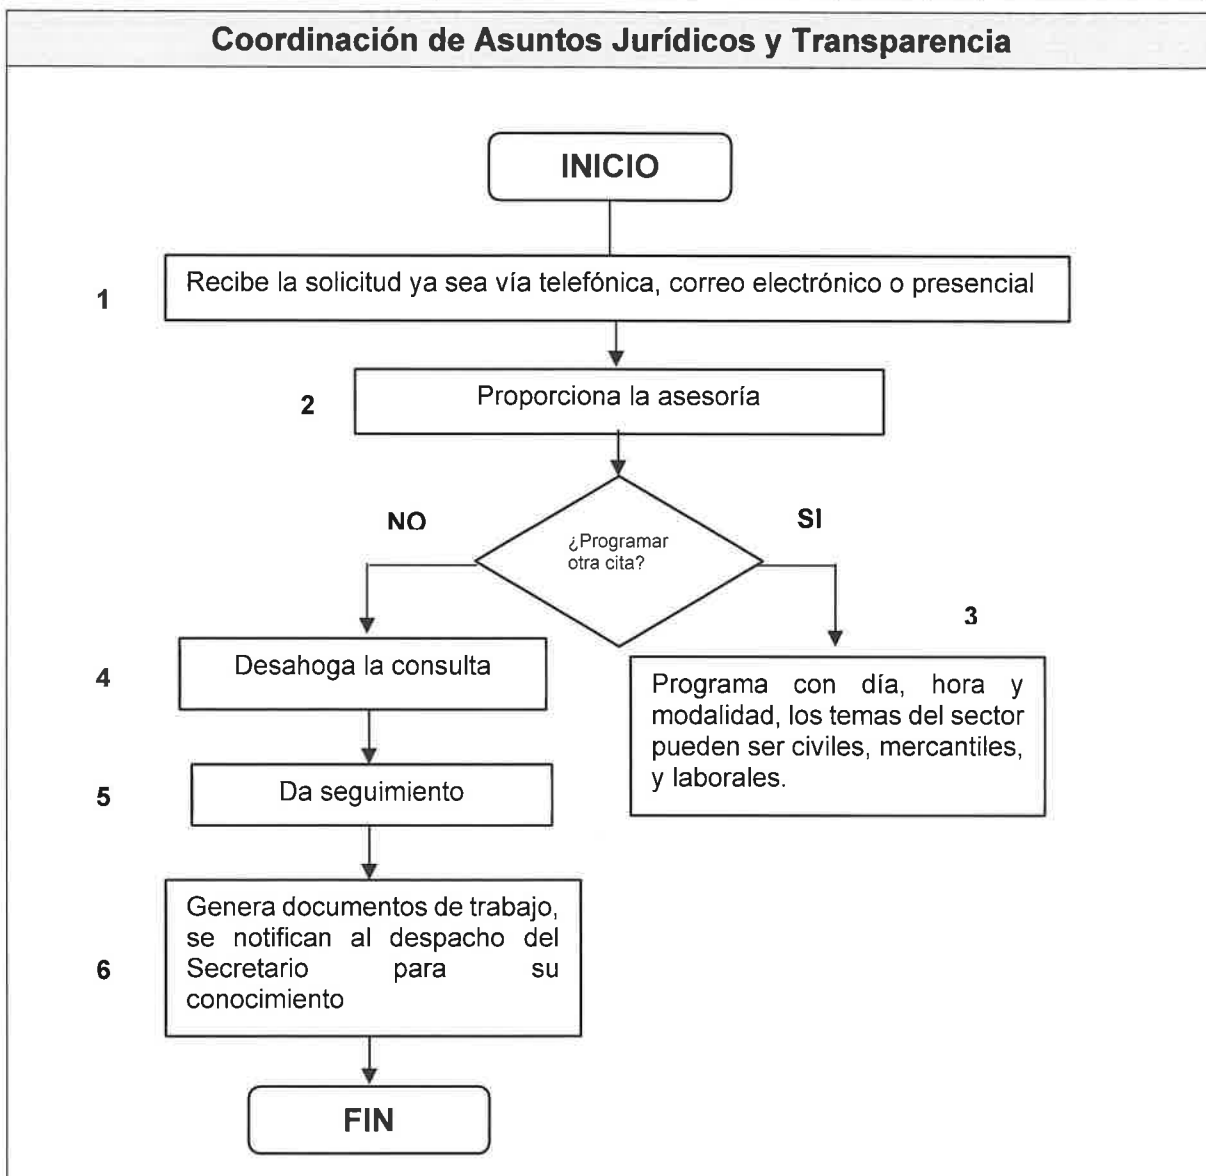 Coordinación de Asuntos Jurídicos y Transparencia
INICIO
1
Recibe la solicitud ya sea vía telefónica, correo electrónico o presencial
2
Proporciona la asesoría
NO
SI
¿Programar
otra cita?
3
4
Desahoga la consulta
Programa con día, hora y
modalidad, los temas del sector
pueden ser civiles, mercantiles,
y laborales.
5
Da seguimiento
6
Genera documentos de trabajo,
se notifican al despacho del
Secretario para su
conocimiento
FIN